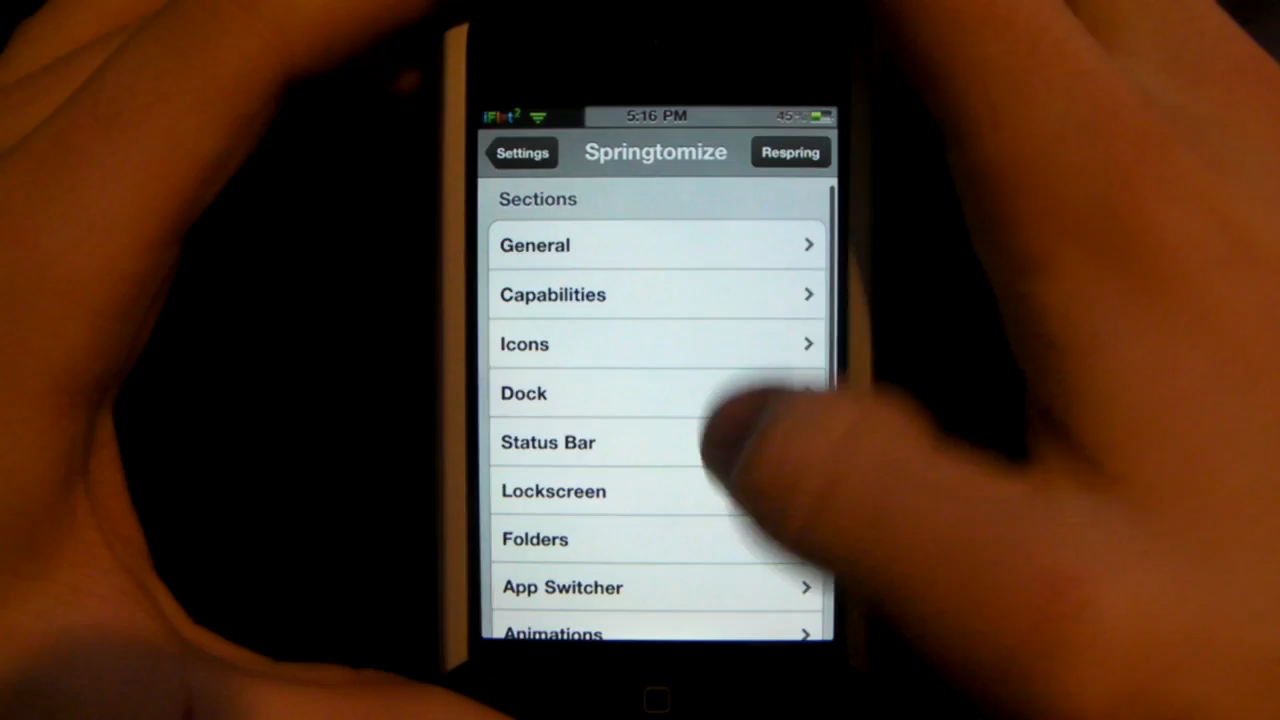 5:16 PM
Settings
Springtomize
Respring
Sections
General
Capabilities
Icons
Dock
Status Bar
Lockscreen
Folders
App Switcher
Animations